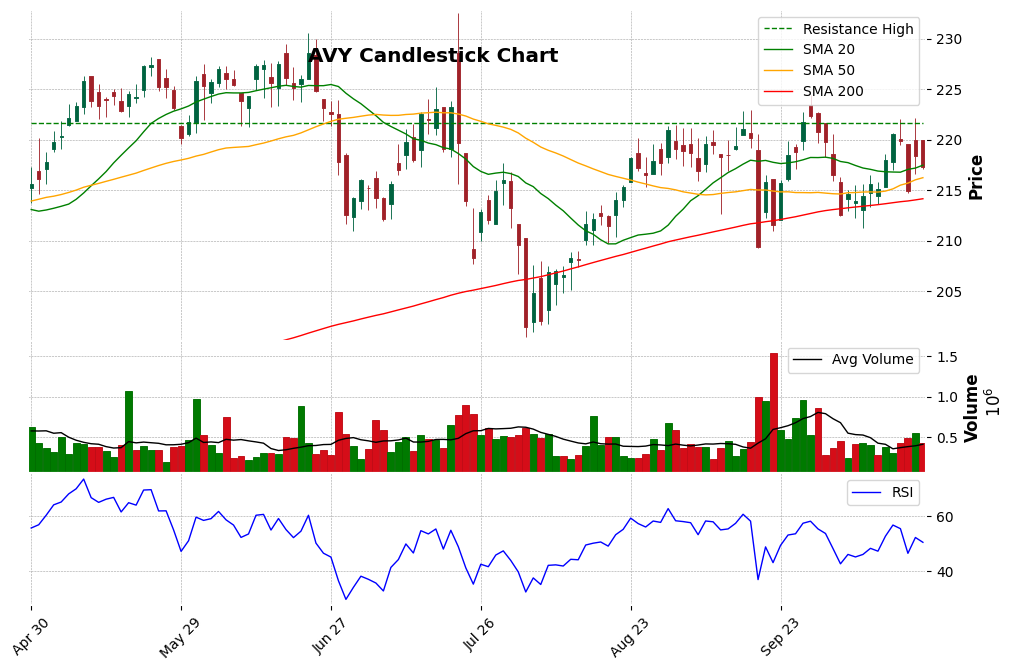 AVY Candlestick Chart
Resistance High
SMA 20
SMA 50
SMA 200
230
225
220
215
210
205
Price
Avg Volume
1.5
1.0
0.5
Volume
10^6
RSI
60
40
Apr 30
May 29
Jun 27
Jul 26
Aug 23
Sep 23